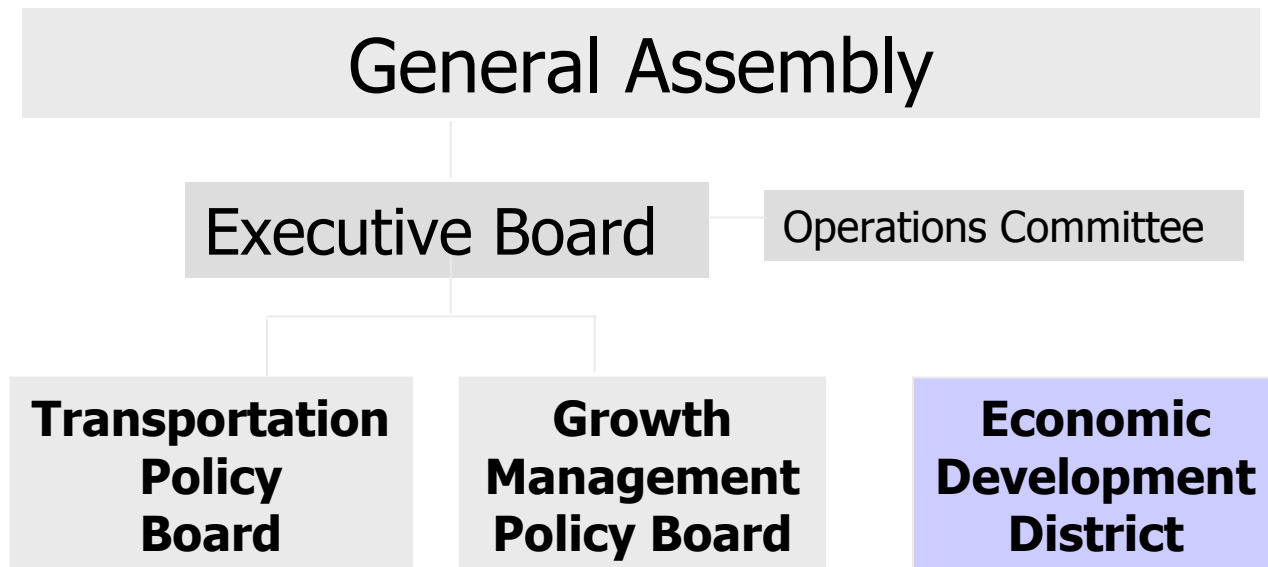 General Assembly
Executive Board
Operations Committee
Transportation
Policy
Board
Growth
Management
Policy Board
Economic
Development
District